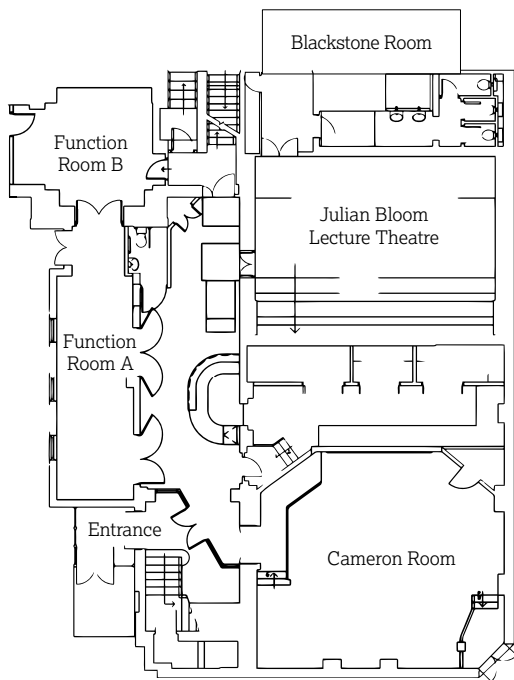 Blackstone Room
Function
Room B
Julian Bloom
Lecture Theatre
Function
Room A
Entrance
Cameron Room